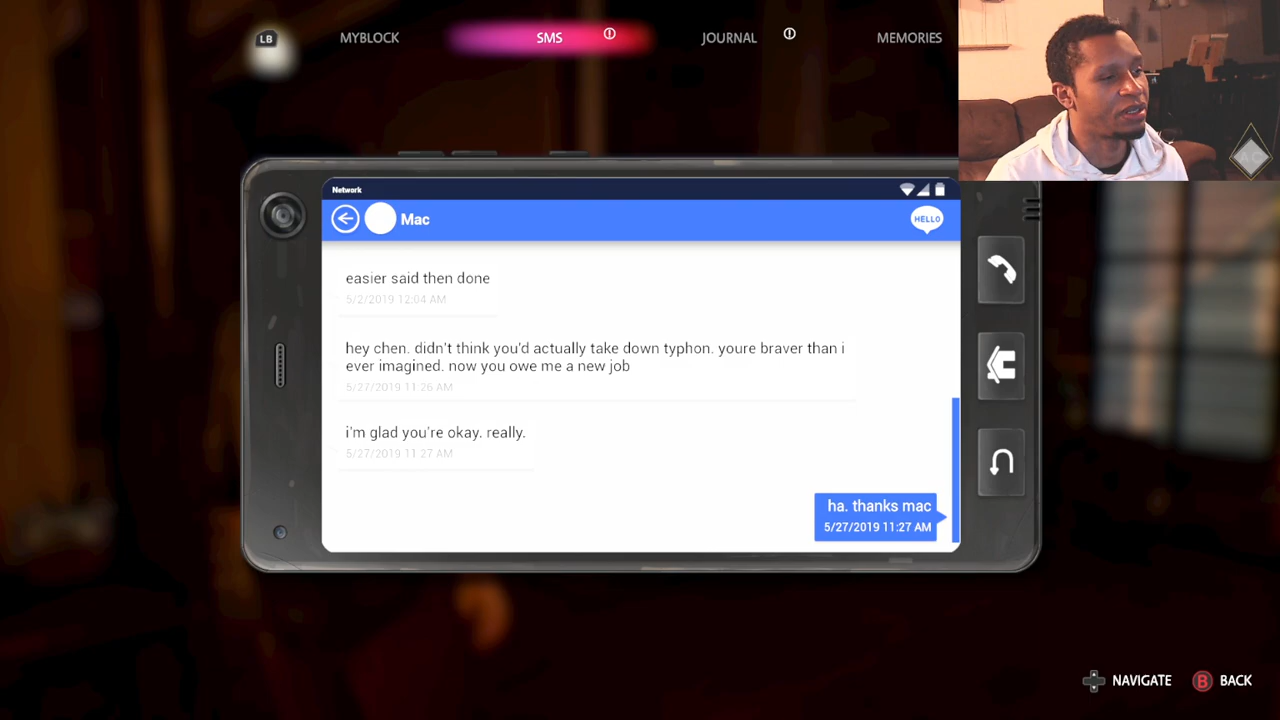 LB
MYBLOCK
SMS
JOURNAL
MEMORIES
Network
Mac
HELLO
easier said then done
5/2/2019 12:04 AM
hey chen. didn't think you'd actually take down typhon. youre braver than i
ever imagined. now you owe me a new job
5/27/2019 11:26 AM
i'm glad you're okay. really.
5/27/2019 11:27 AM
ha. thanks mac
5/27/2019 11:27 AM
NAVIGATE
B BACK